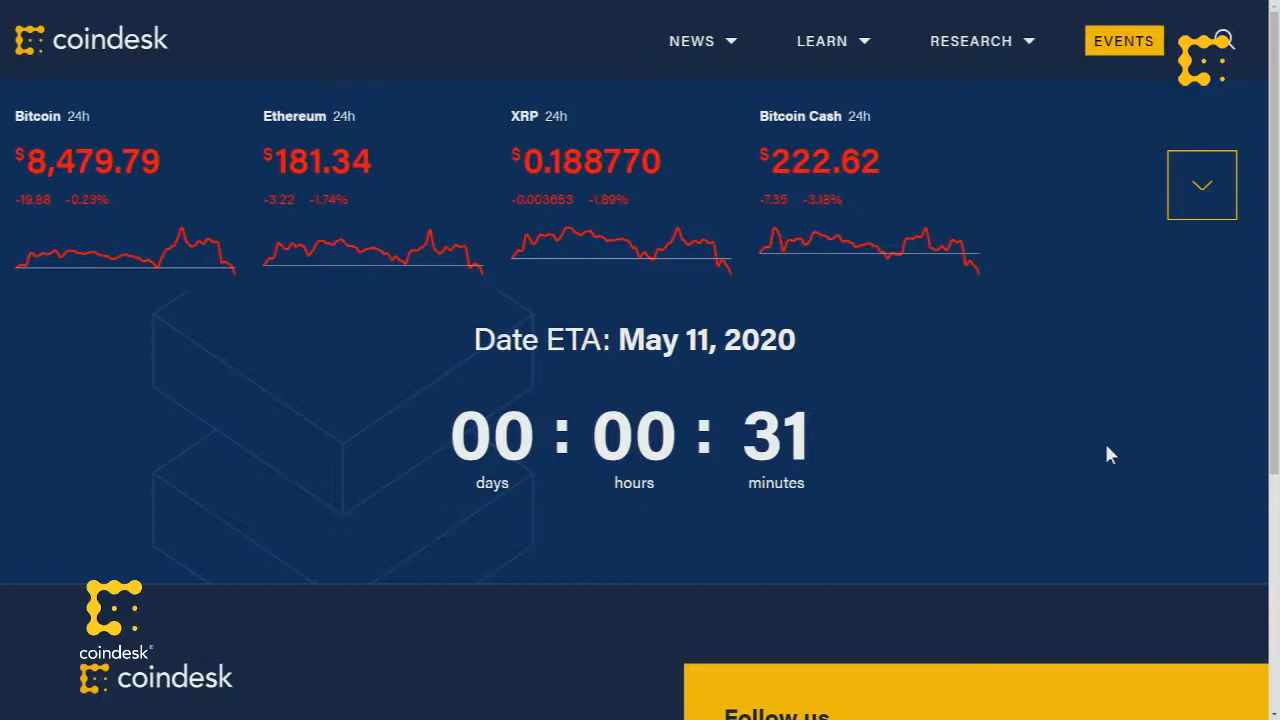 coindesk
NEWS LEARN RESEARCH EVENTS
Bitcoin 24h
$8,479.79
-19.88 -0.23%
Ethereum 24h
$181.34
-3.22 -1.74%
XRP 24h
$0.188770
-0.003653 -1.89%
Bitcoin Cash 24h
$222.62
-7.35 -3.18%
Date ETA: May 11, 2020
00 : 00 : 31
days hours minutes
coindesk®
coindesk
Follow us